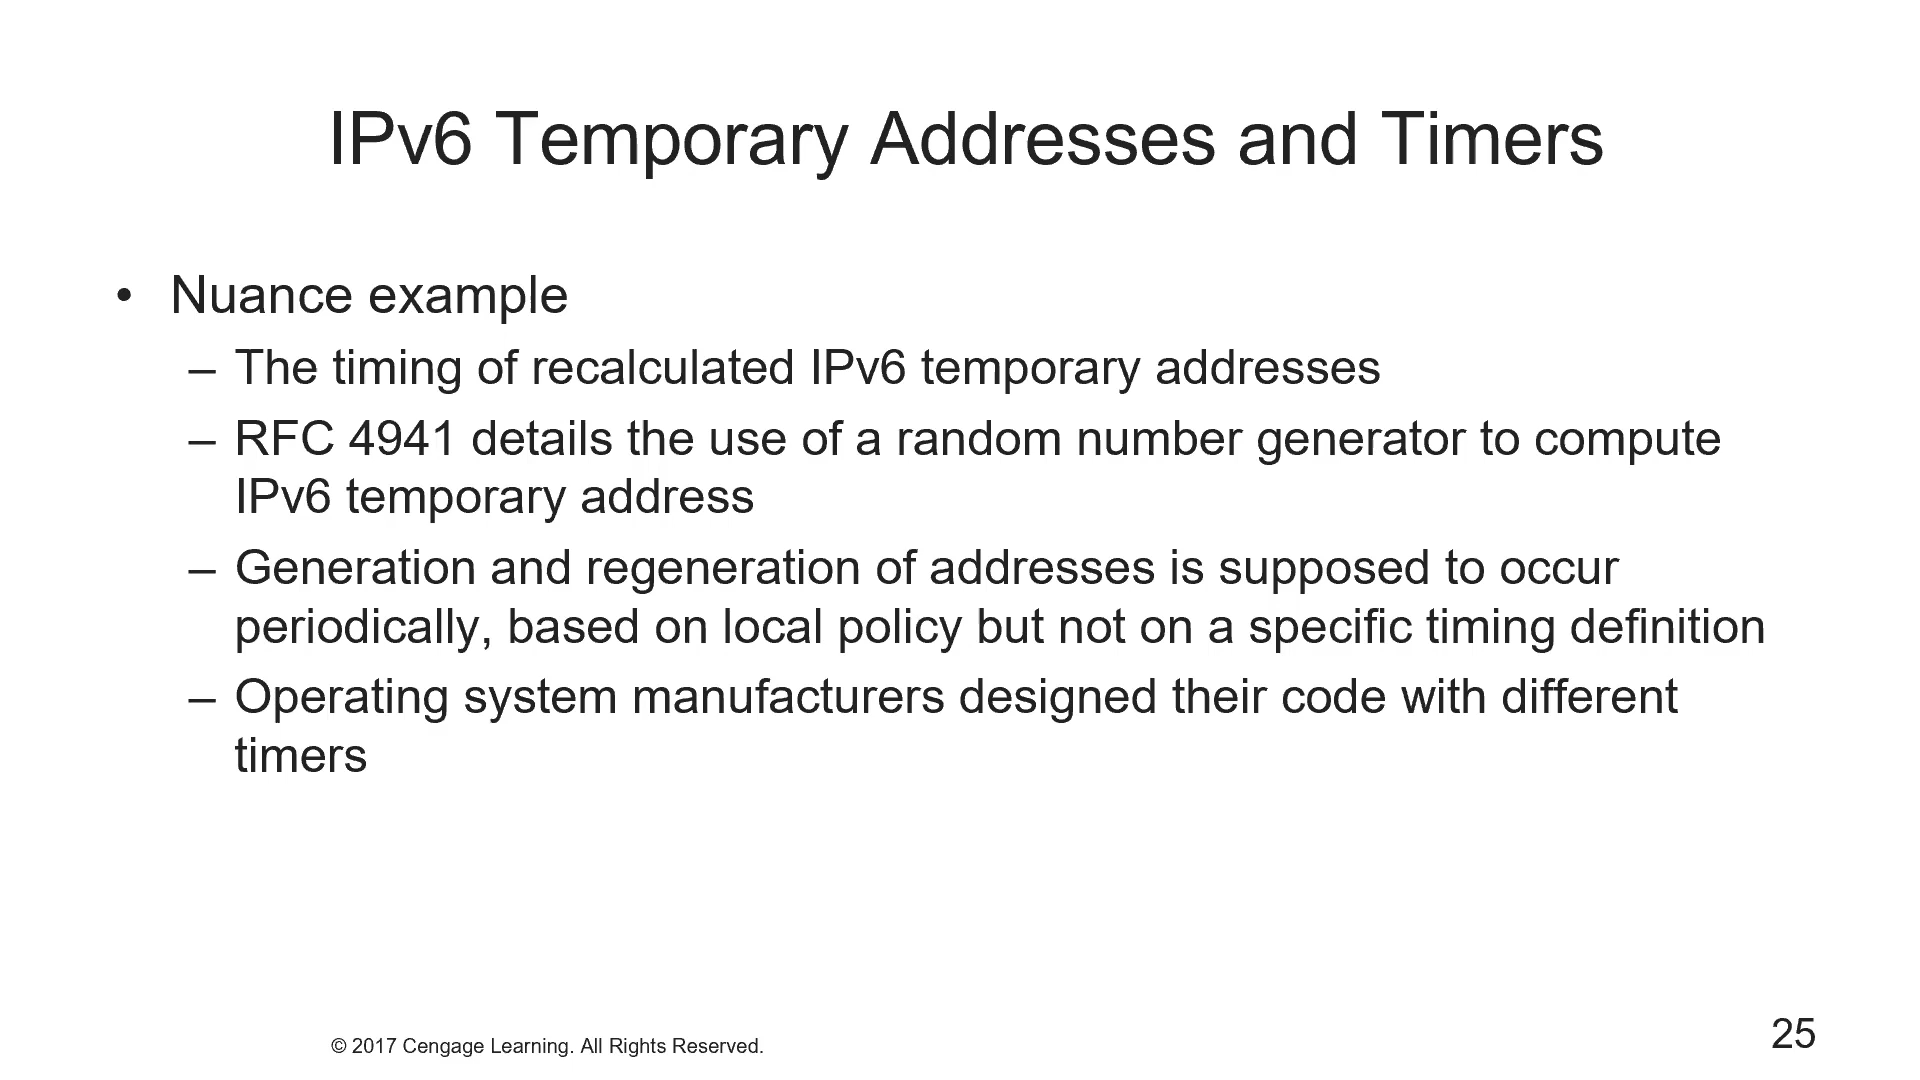 IPv6 Temporary Addresses and Timers
• Nuance example
– The timing of recalculated IPv6 temporary addresses
– RFC 4941 details the use of a random number generator to compute
IPv6 temporary address
– Generation and regeneration of addresses is supposed to occur
periodically, based on local policy but not on a specific timing definition
– Operating system manufacturers designed their code with different
timers
© 2017 Cengage Learning. All Rights Reserved.
25